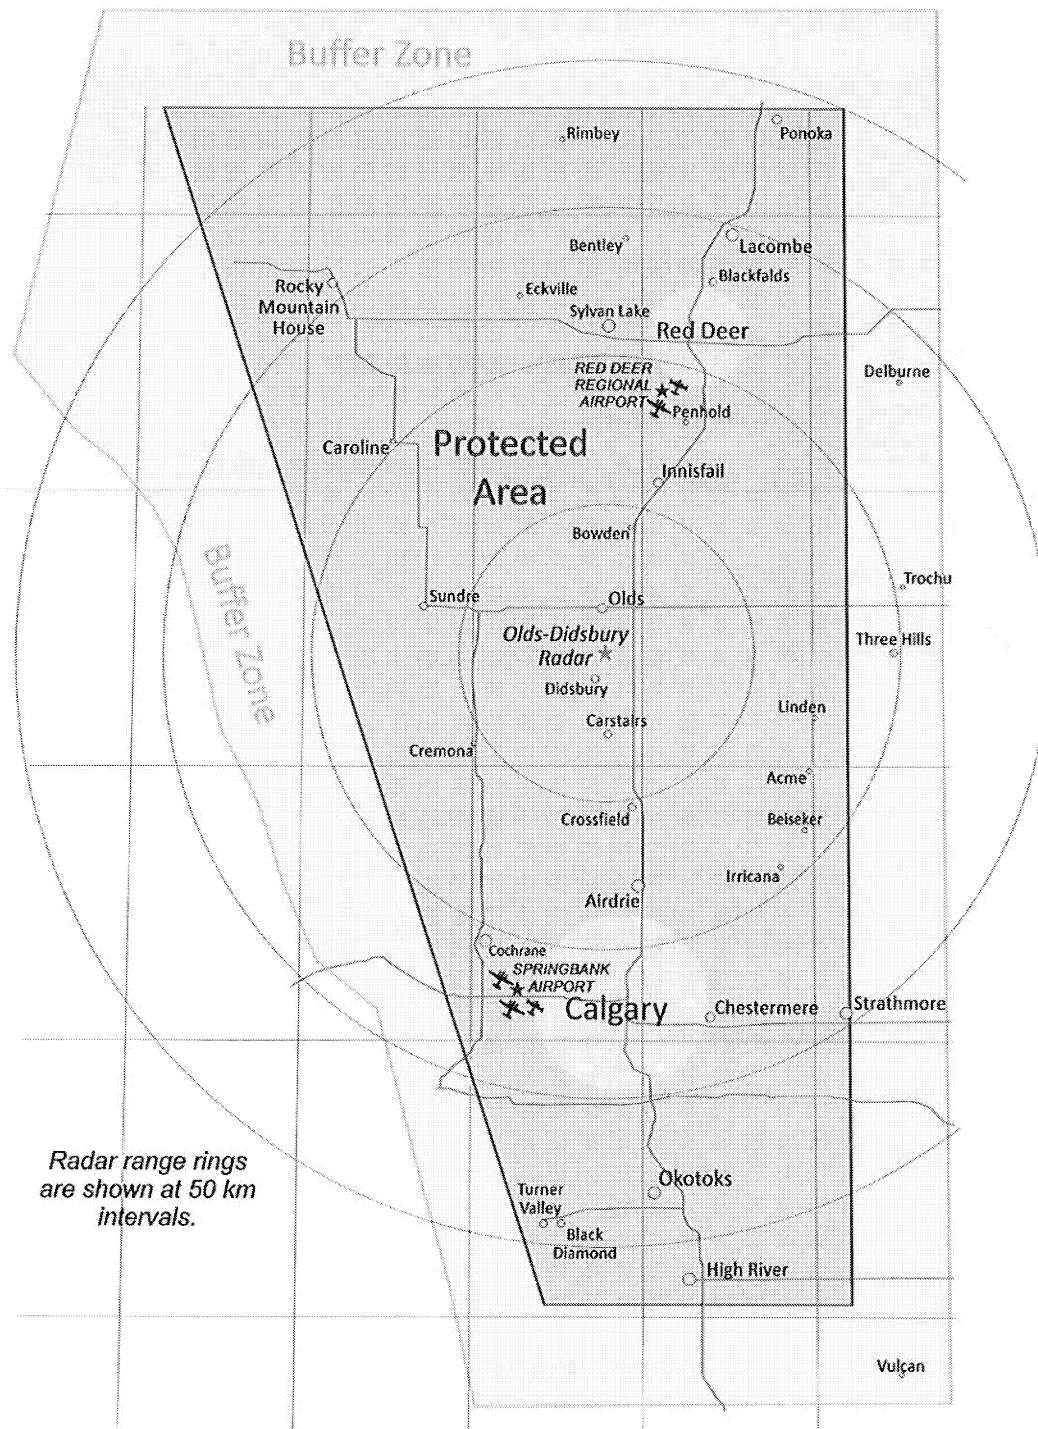 Buffer Zone
Rimbey
Ponoka
Bentley
Lacombe
Rocky
Mountain
House
Eckville
Blackfalds
Sylvan Lake
Red Deer
RED DEER
REGIONAL
AIRPORT
Penhold
Delburne
Caroline
Protected
Area
Innisfail
Bowden
Buffer Zone
Trochu
Sundre
Olds
Olds-Didsbury
Radar
Three Hills
Didsbury
Linden
Carstairs
Cremona
Acme
Crossfield
Beiseker
Irricana
Airdrie
Cochrane
SPRINGBANK
AIRPORT
Calgary
Chestermere
Strathmore
Radar range rings
are shown at 50 km
intervals.
Okotoks
Turner
Valley
Black
Diamond
High River
Vulcan